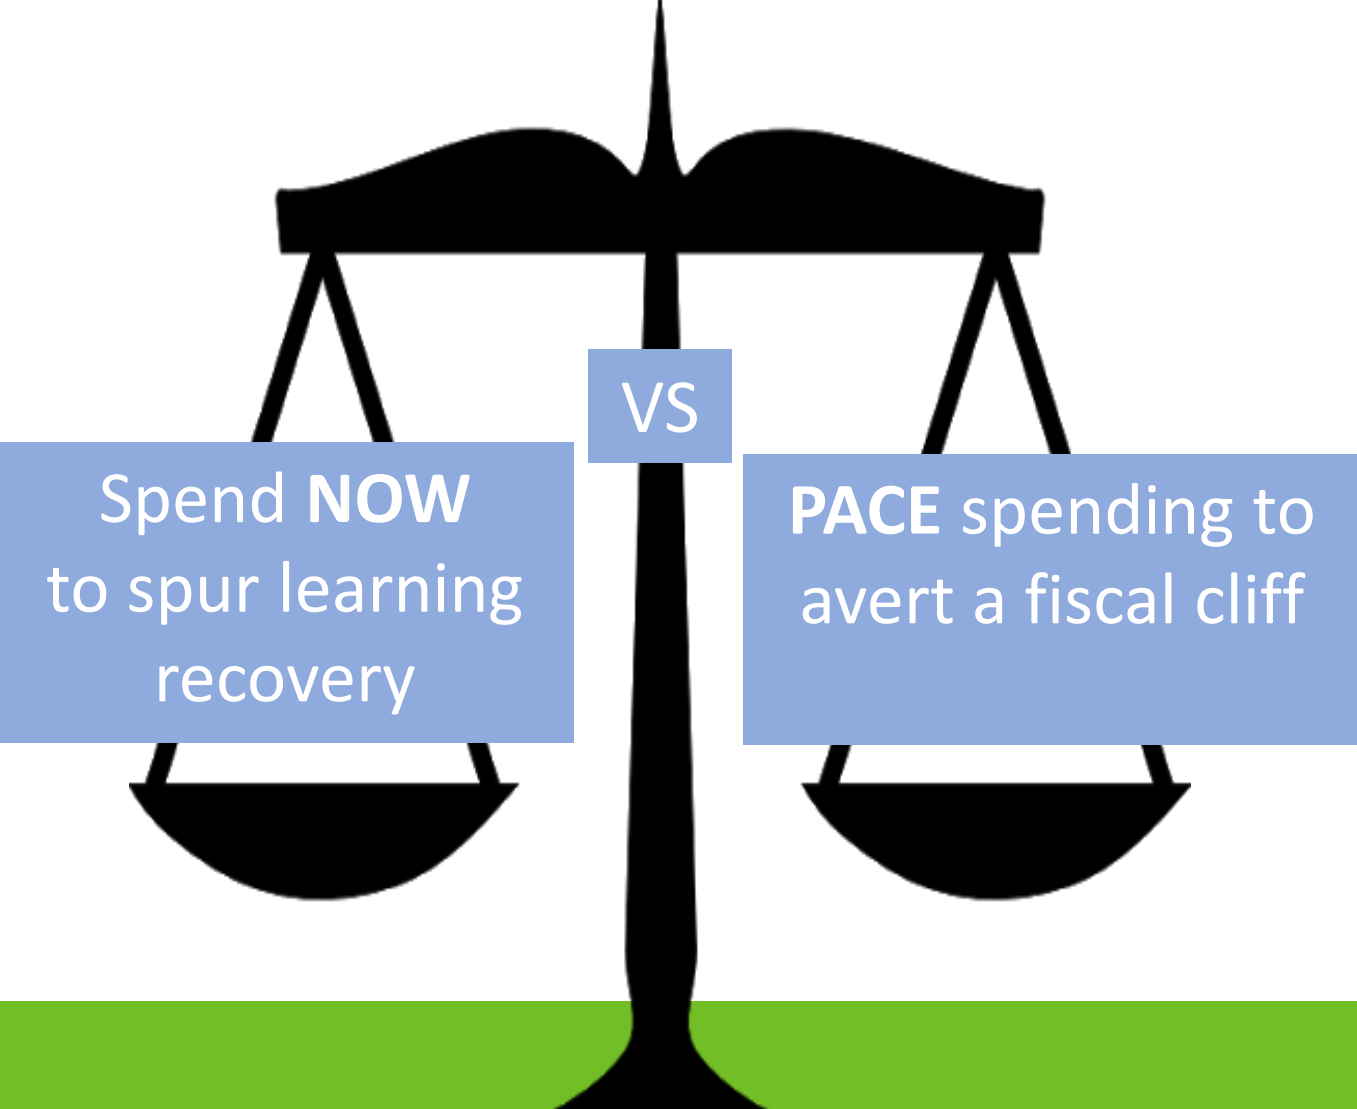 VS
Spend NOW
to spur learning
recovery
PACE spending to
avert a fiscal cliff